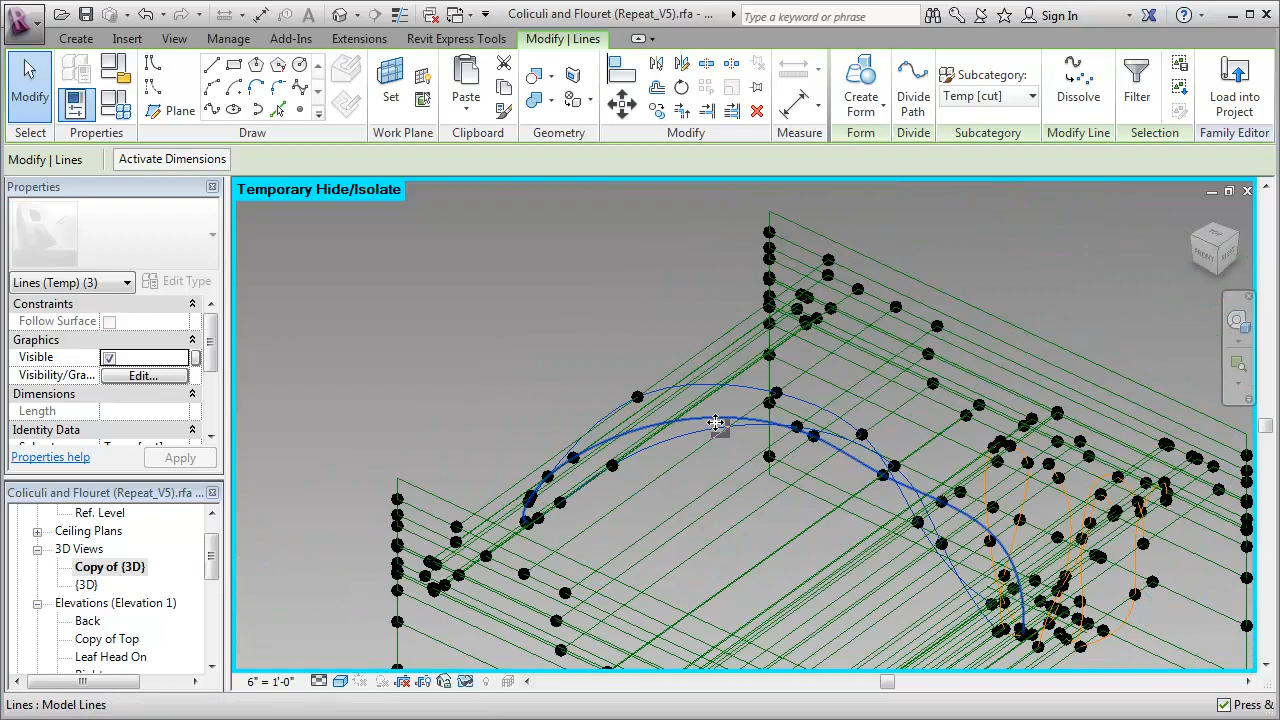 Coliculi and Flouret (Repeat_V5).rfa - ...
Type a keyword or phrase
Sign In
Create Insert View Manage Add-Ins Extensions Revit Express Tools Modify | Lines
Modify
Plane
Set
Paste
Create Form
Divide Path
Subcategory:
Temp [cut]
Dissolve
Filter
Load into Project
Select Properties Draw Work Plane Clipboard Geometry Modify Measure Form Divide Subcategory Modify Line Selection Family Editor
Modify | Lines
Activate Dimensions
Properties
Temporary Hide/Isolate
TOP
FRONT
Lines (Temp) (3)
Edit Type
Constraints
Follow Surface
Graphics
Visible
Visibility/Gra...
Edit...
Dimensions
Length
Identity Data
Properties help
Apply
Coliculi and Flouret (Repeat_V5).rfa ...
Ref. Level
Ceiling Plans
3D Views
Copy of {3D}
{3D}
Elevations (Elevation 1)
Back
Copy of Top
Leaf Head On
6" = 1'-0"
Lines : Model Lines
Press &